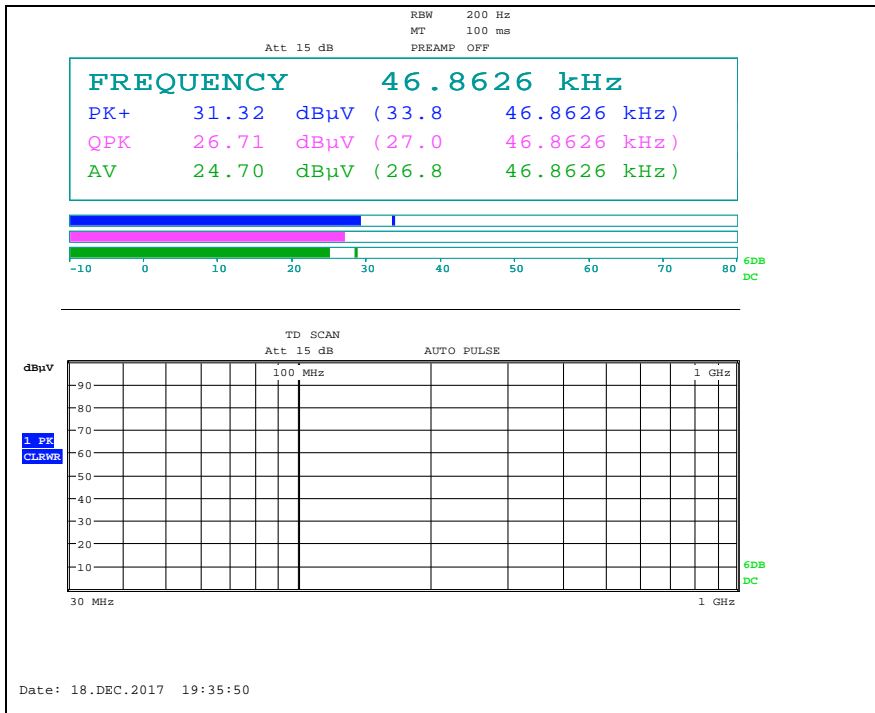 RBW 200 Hz
MT 100 ms
Att 15 dB PREAMP OFF
FREQUENCY 46.8626 kHz
PK+ 31.32 dBµV (33.8 46.8626 kHz)
QPK 26.71 dBµV (27.0 46.8626 kHz)
AV 24.70 dBµV (26.8 46.8626 kHz)
-10 0 10 20 30 40 50 60 70 80
6DB
DC
TD SCAN
Att 15 dB AUTO PULSE
dBµV
100 MHz 1 GHz
90
80
70
1 PK
60
CLRWR
50
40
30
20
10
6DB
DC
30 MHz 1 GHz
Date: 18.DEC.2017 19:35:50